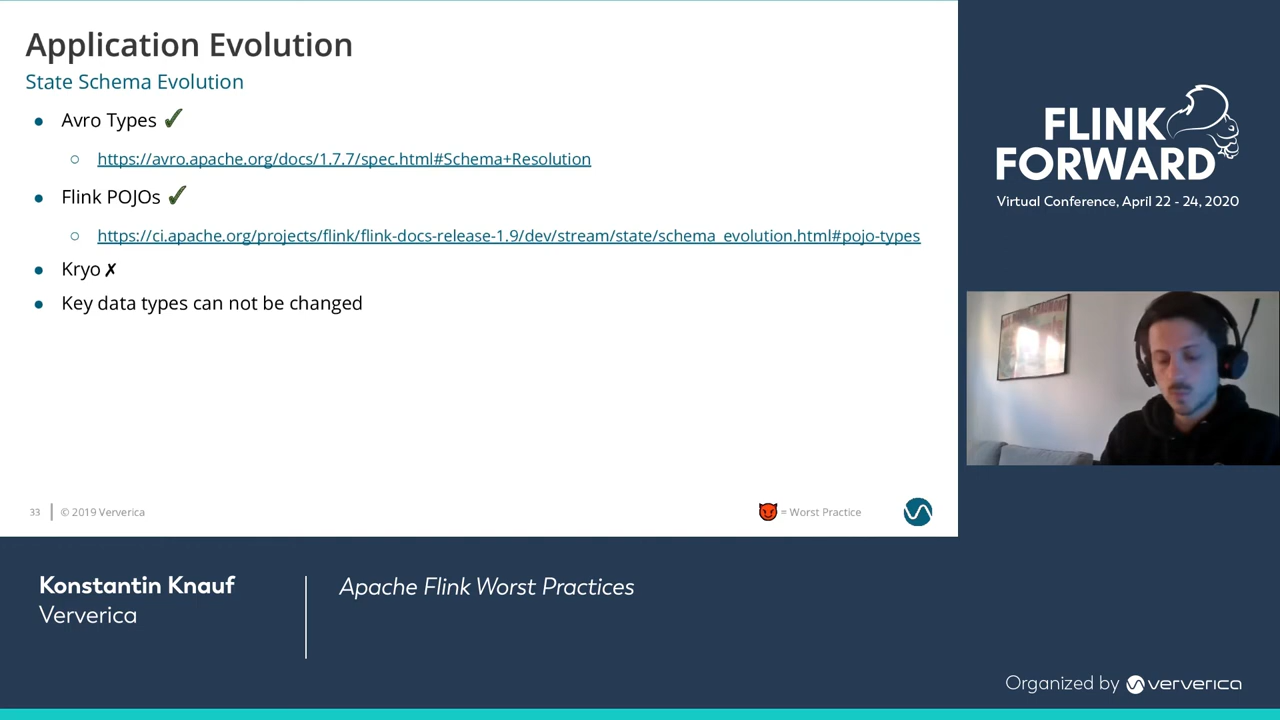 Application Evolution
State Schema Evolution
● Avro Types ✓
○ https://avro.apache.org/docs/1.7.7/spec.html#Schema+Resolution
● Flink POJOs ✓
○ https://ci.apache.org/projects/flink/flink-docs-release-1.9/dev/stream/state/schema_evolution.html#pojo-types
● Kryo ✗
● Key data types can not be changed
33 © 2019 Ververica
= Worst Practice
FLINK
FORWARD
Virtual Conference, April 22 - 24, 2020
Konstantin Knauf
Ververica
Apache Flink Worst Practices
Organized by ververica